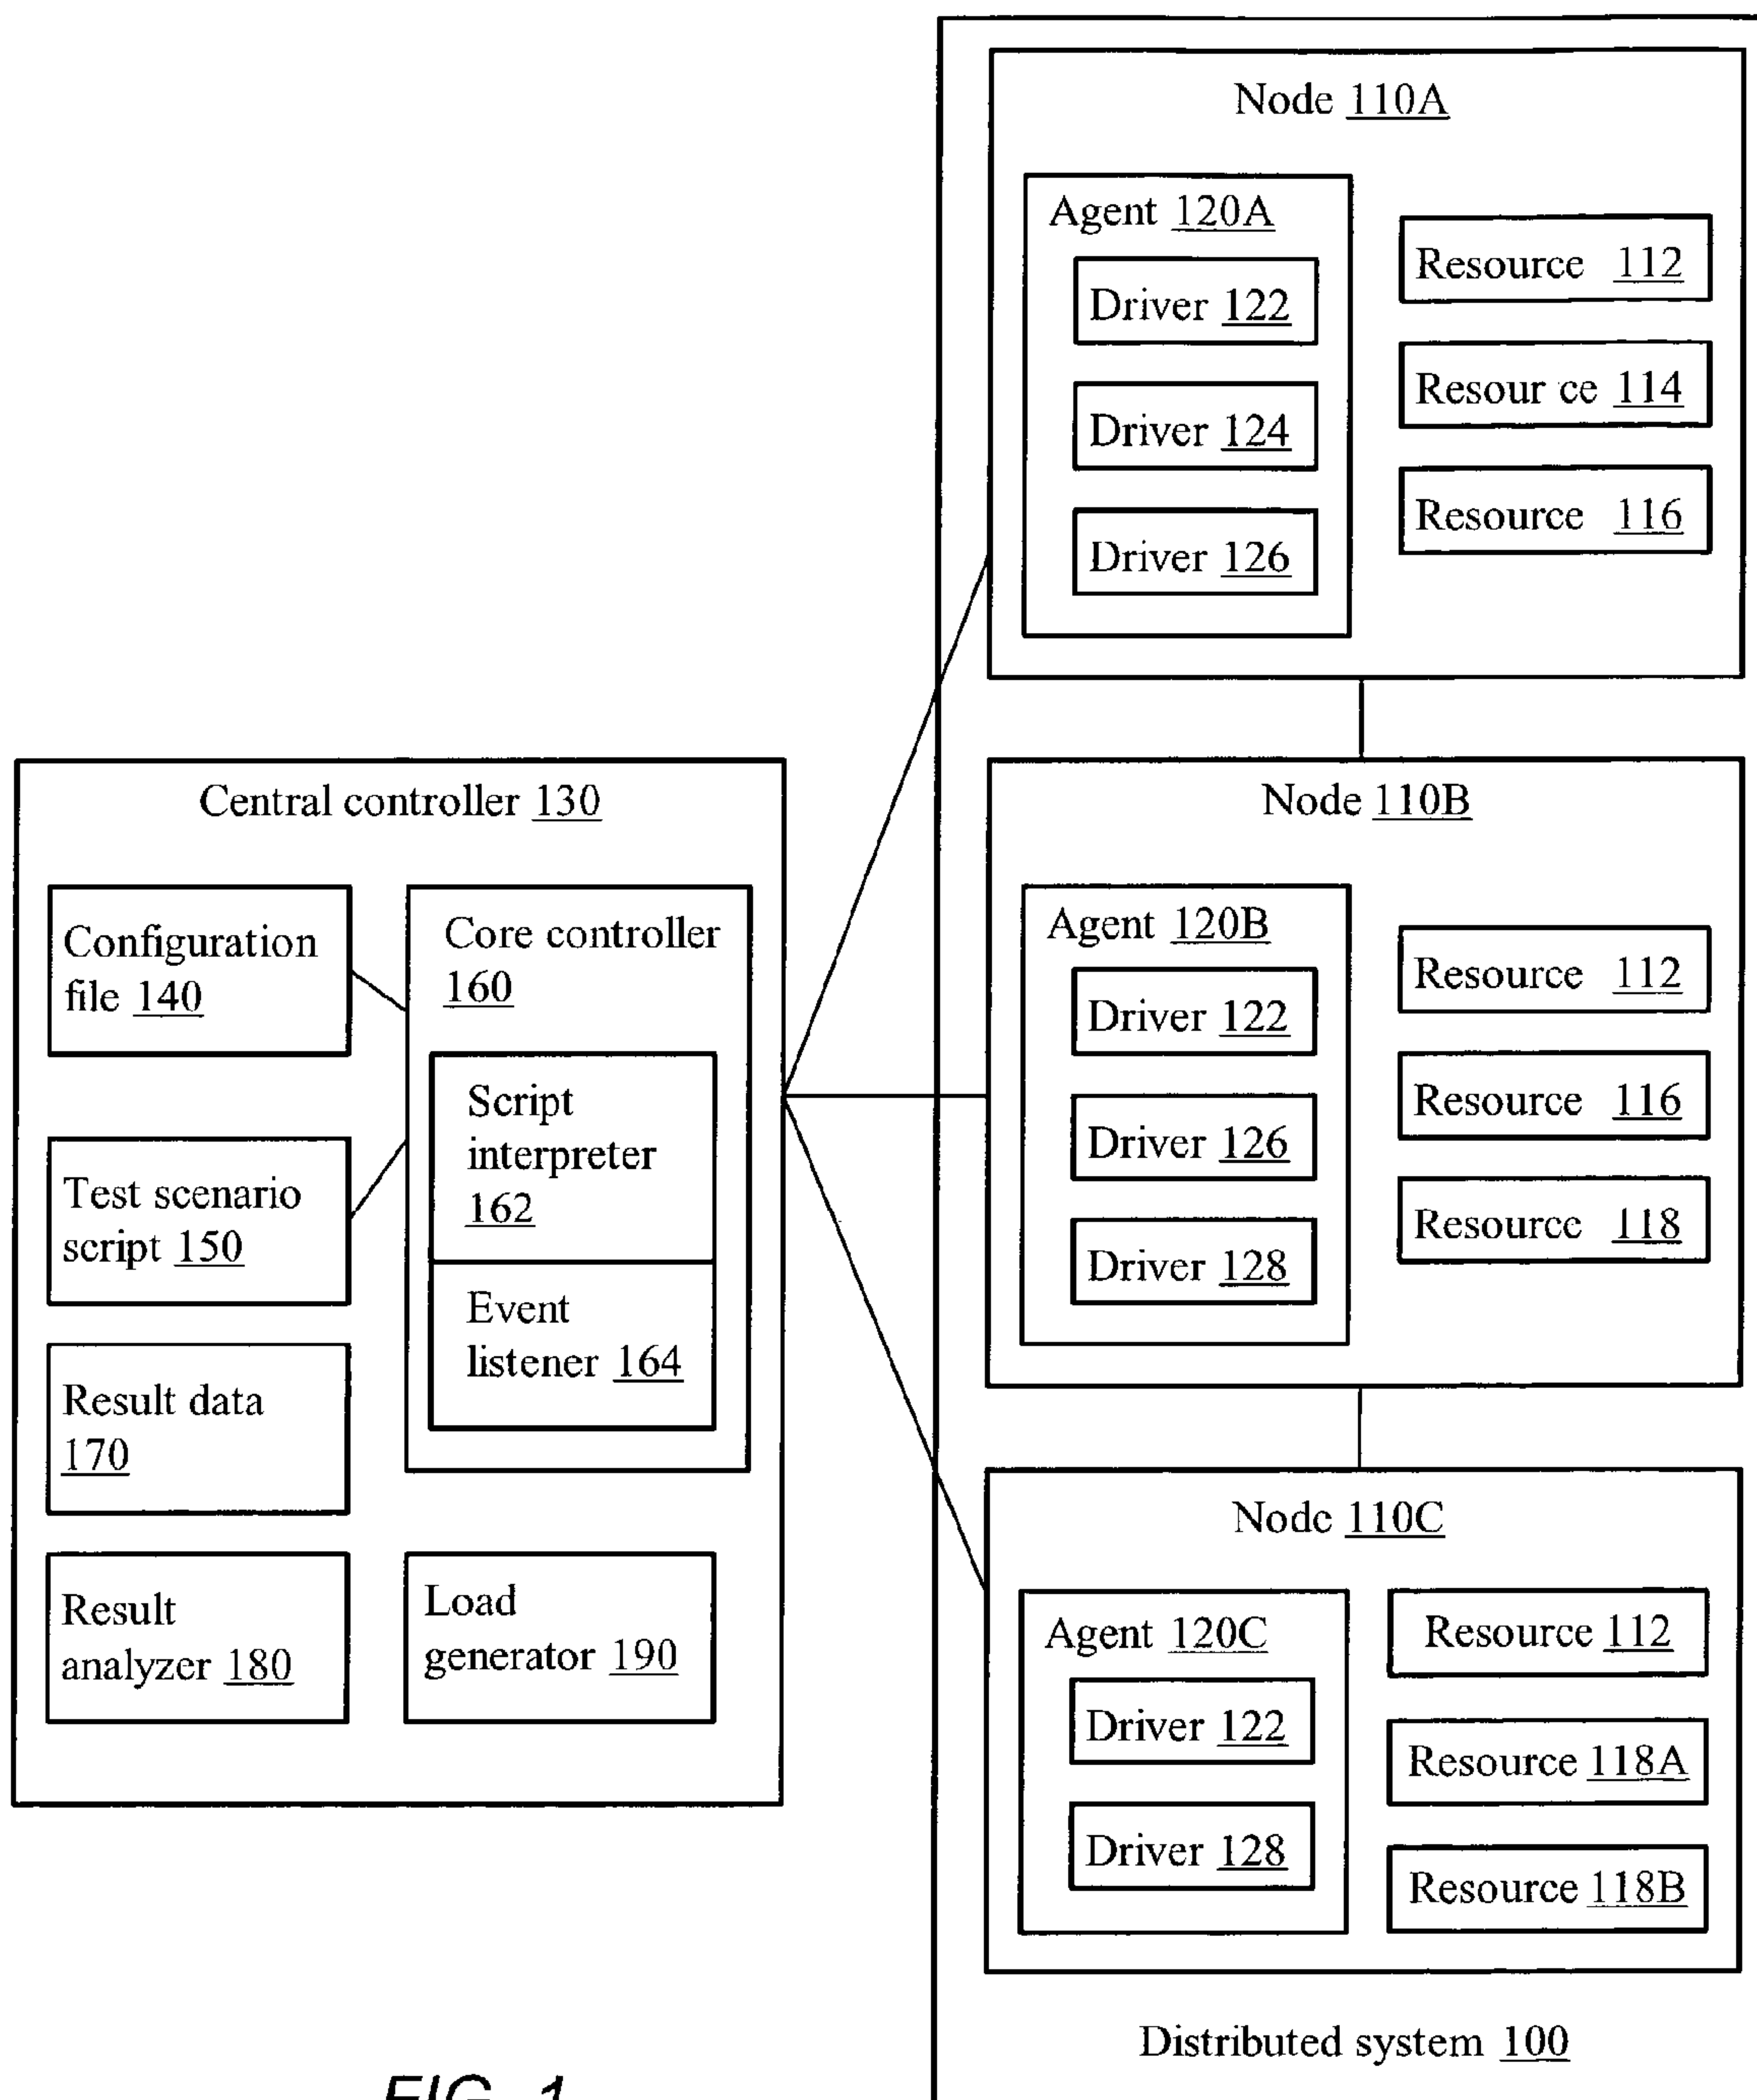 Node 110A
Agent 120A
Driver 122
Driver 124
Driver 126
Resource 112
Resour ce 114
Resource 116
Central controller 130
Configuration
file 140
Test scenario
script 150
Result data
170
Result
analyzer 180
Core controller
160
Script
interpreter
162
Event
listener 164
Load
generator 190
Node 110B
Agent 120B
Driver 122
Driver 126
Driver 128
Resource 112
Resource 116
Resource 118
Node 110C
Agent 120C
Driver 122
Driver 128
Resource 112
Resource 118A
Resource 118B
Distributed system 100
FIG. 1